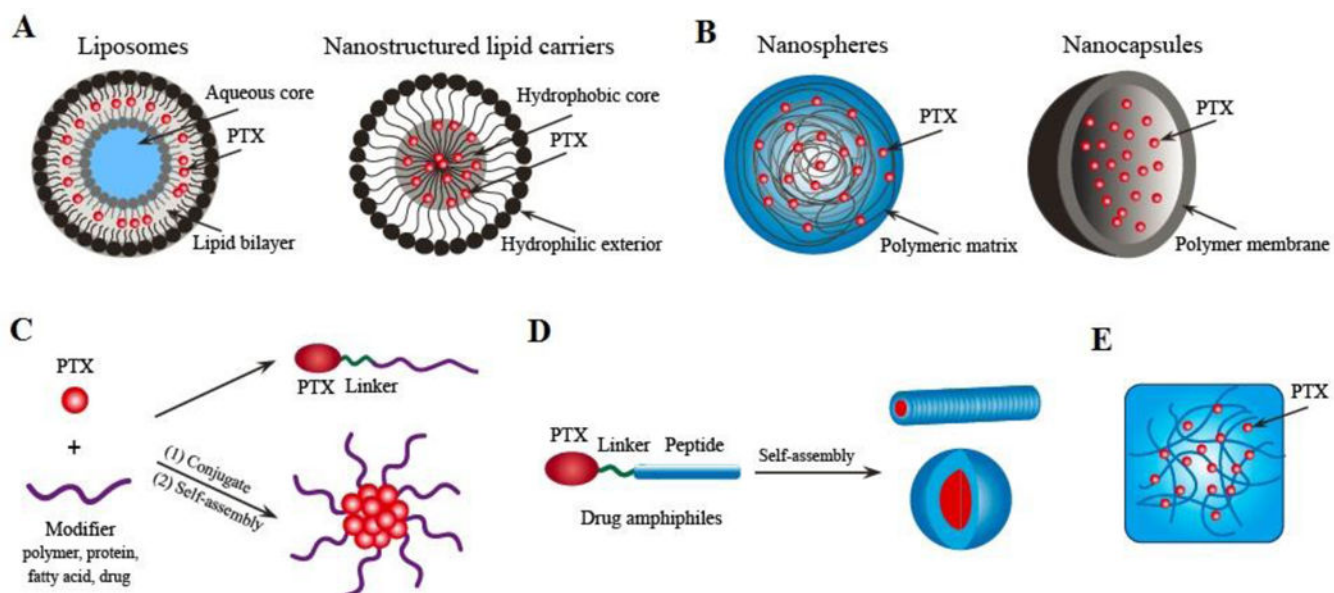 A
Liposomes
Aqueous core
PTX
Lipid bilayer
Nanostructured lipid carriers
Hydrophobic core
PTX
Hydrophilic exterior
B
Nanospheres
PTX
Polymeric matrix
Nanocapsules
PTX
Polymer membrane
C
PTX
+
Modifier
polymer, protein,
fatty acid, drug
(1) Conjugate
(2) Self-assembly
PTX Linker
D
PTX Linker Peptide
Drug amphiphiles
Self-assembly
E
PTX